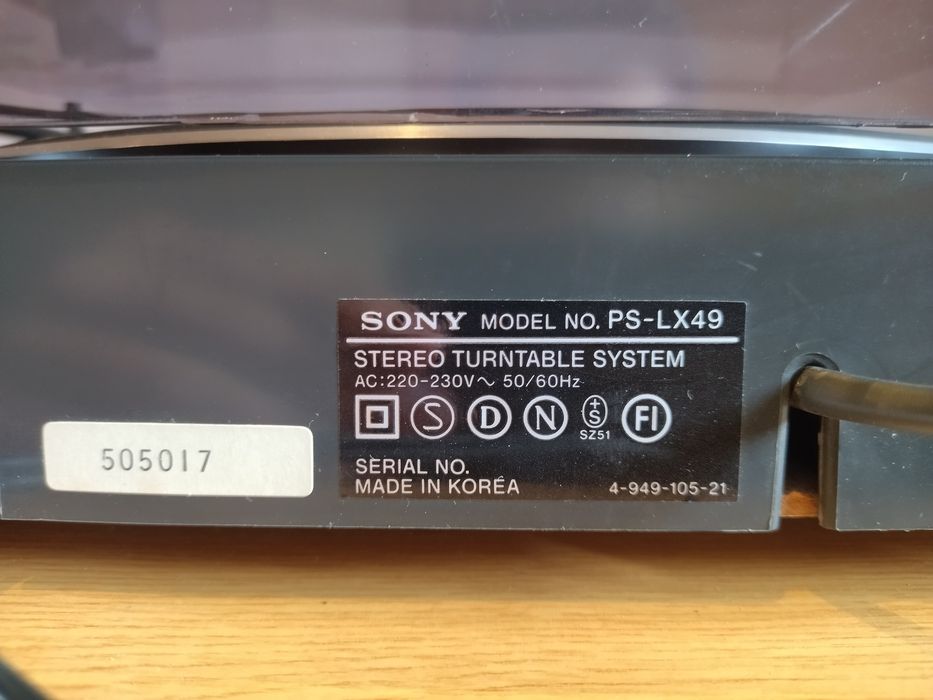 SONY MODEL NO. PS-LX49
STEREO TURNTABLE SYSTEM
AC:220-230V～ 50/60Hz
S D N +S FI
SZ51
505017
SERIAL NO.
MADE IN KOREA 4-949-105-21